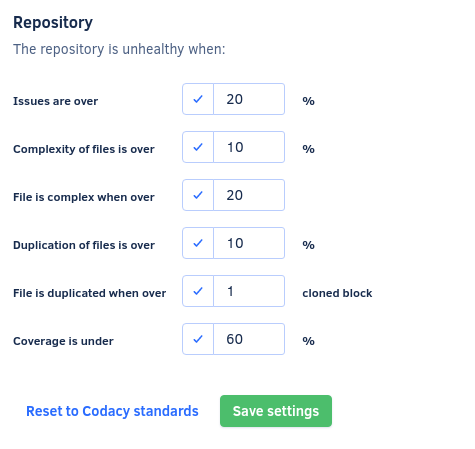 Repository
The repository is unhealthy when:
Issues are over 20 %
Complexity of files is over 10 %
File is complex when over 20
Duplication of files is over 10 %
File is duplicated when over 1 cloned block
Coverage is under 60 %
Reset to Codacy standards Save settings